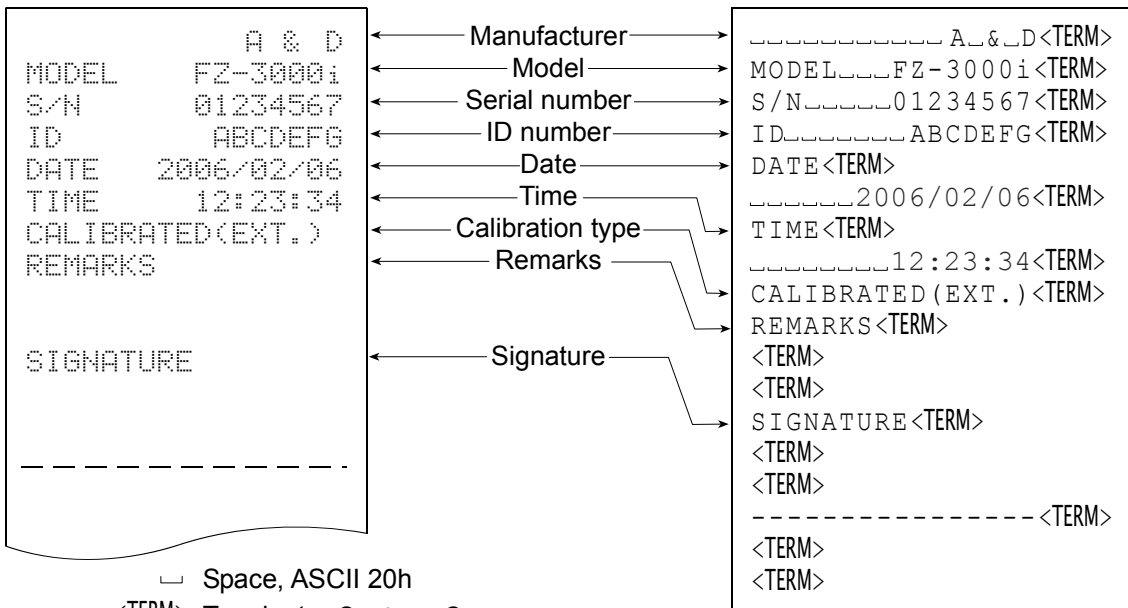 A & D
MODEL FZ-3000i
S/N 01234567
ID ABCDEFG
DATE 2006/02/06
TIME 12:23:34
CALIBRATED(EXT.)
REMARKS
SIGNATURE
Manufacturer
Model
Serial number
ID number
Date
Time
Calibration type
Remarks
Signature
␣␣␣␣␣␣␣␣␣␣␣A␣&␣D<TERM>
MODEL␣␣␣FZ-3000i<TERM>
S/N␣␣␣␣␣01234567<TERM>
ID␣␣␣␣␣␣␣ABCDEFG<TERM>
DATE<TERM>
␣␣␣␣␣␣2006/02/06<TERM>
TIME<TERM>
␣␣␣␣␣␣␣␣12:23:34<TERM>
CALIBRATED(EXT.)<TERM>
REMARKS<TERM>
<TERM>
<TERM>
SIGNATURE<TERM>
<TERM>
<TERM>
----------------<TERM>
<TERM>
<TERM>
␣ Space, ASCII 20h
<TERM>